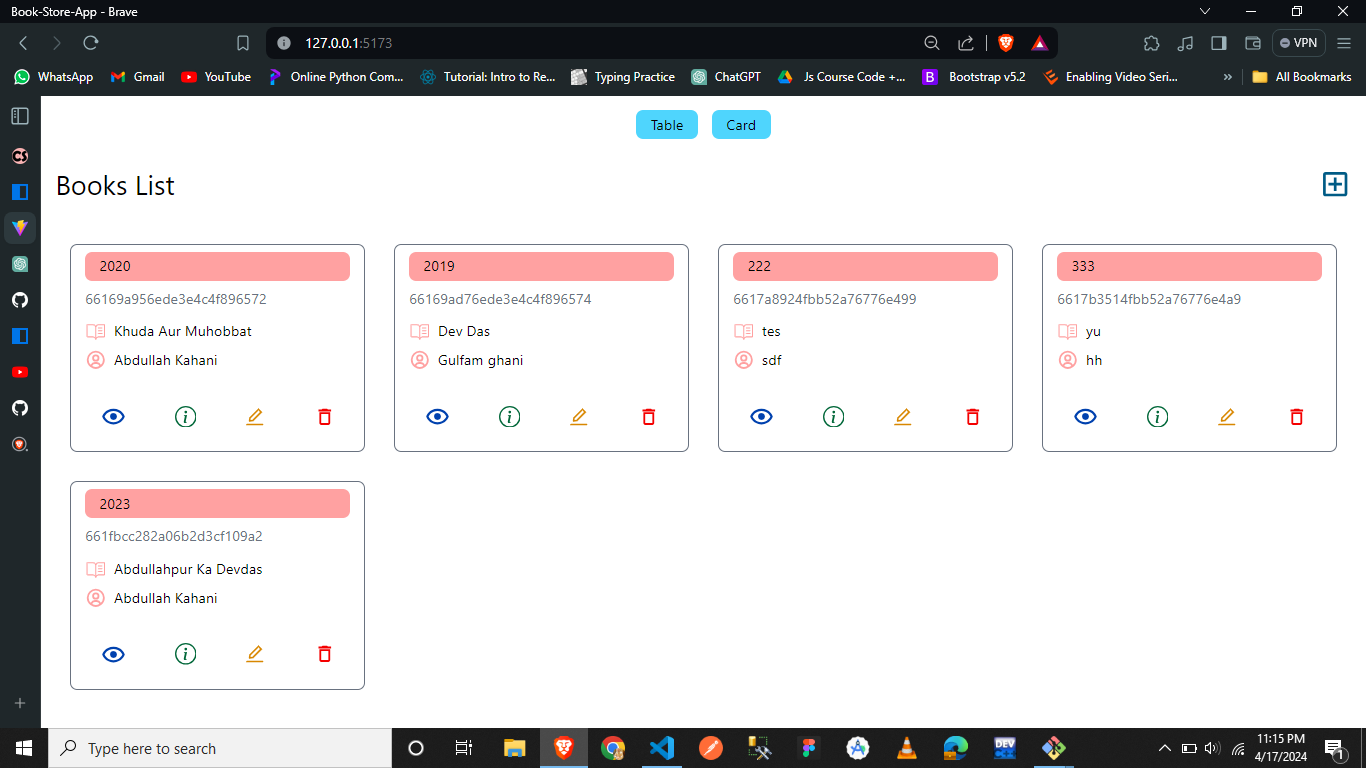 Book-Store-App - Brave
127.0.0.1:5173
VPN
WhatsApp
Gmail
YouTube
Online Python Com...
Tutorial: Intro to Re...
Typing Practice
ChatGPT
Js Course Code +...
B
Bootstrap v5.2
Enabling Video Seri...
»
All Bookmarks
Table
Card
Books List
2020
66169a956ede3e4c4f896572
Khuda Aur Muhobbat
Abdullah Kahani
2019
66169ad76ede3e4c4f896574
Dev Das
Gulfam ghani
222
6617a8924fbb52a76776e499
tes
sdf
333
6617b3514fbb52a76776e4a9
yu
hh
2023
661fbcc282a06b2d3cf109a2
Abdullahpur Ka Devdas
Abdullah Kahani
Type here to search
DEV
C++
11:15 PM
4/17/2024
1